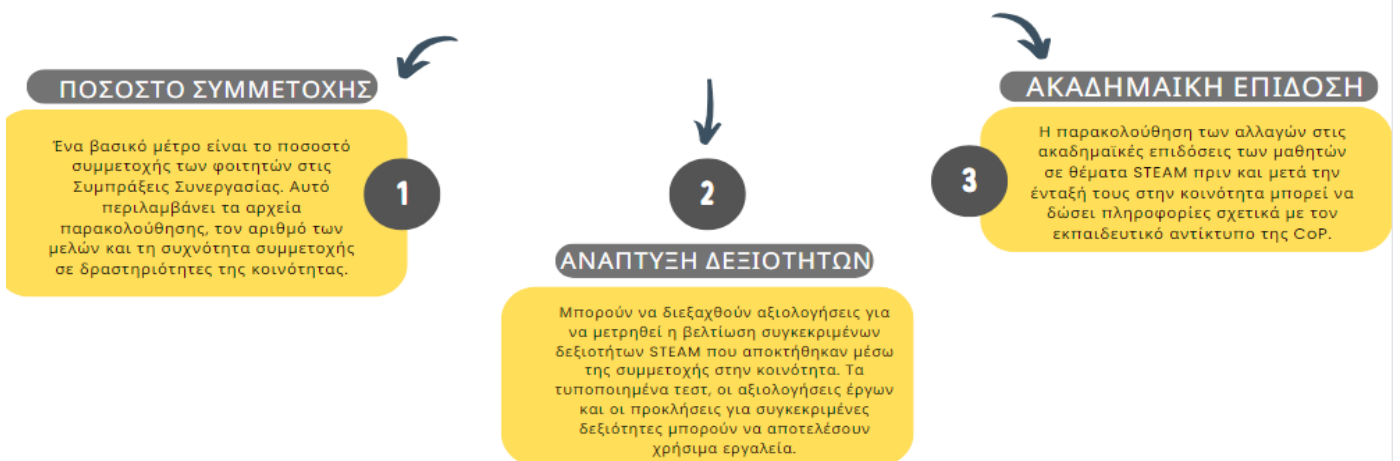 ΠΟΣΟΣΤΟ ΣΥΜΜΕΤΟΧΗΣ
Ένα βασικό μέτρο είναι το ποσοστό
συμμετοχής των φοιτητών στις
Συμπράξεις Συνεργασίας. Αυτό
περιλαμβάνει τα αρχεία
παρακολούθησης, τον αριθμό των
μελών και τη συχνότητα συμμετοχής
σε δραστηριότητες της κοινότητας.
1
2
ΑΝΑΠΤΥΞΗ ΔΕΞΙΟΤΗΤΩΝ
Μπορούν να διεξαχθούν αξιολογήσεις για
να μετρηθεί η βελτίωση συγκεκριμένων
δεξιοτήτων STEAM που αποκτήθηκαν μέσω
της συμμετοχής στην κοινότητα. Τα
τυποποιημένα τεστ, οι αξιολογήσεις έργων
και οι προκλήσεις για συγκεκριμένες
δεξιότητες μπορούν να αποτελέσουν
χρήσιμα εργαλεία.
ΑΚΑΔΗΜΑΙΚΗ ΕΠΙΔΟΣΗ
3
Η παρακολούθηση των αλλαγών στις
ακαδημαϊκές επιδόσεις των μαθητών
σε θέματα STEAM πριν και μετά την
ένταξή τους στην κοινότητα μπορεί να
δώσει πληροφορίες σχετικά με τον
εκπαιδευτικό αντίκτυπο της CoP.